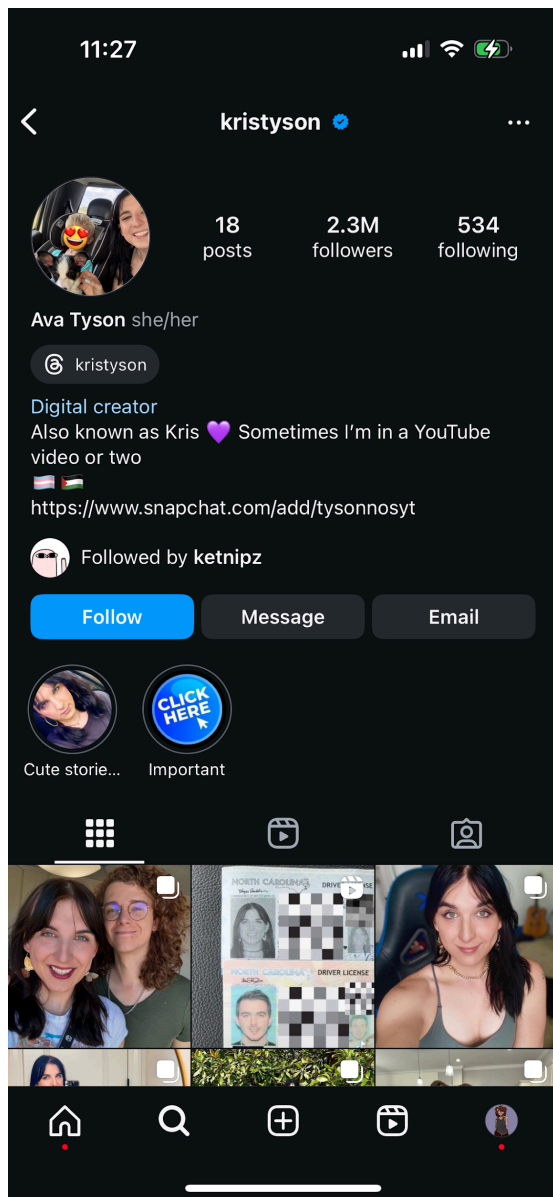 11:27
kristyson
18
posts
2.3M
followers
534
following
Ava Tyson she/her
kristyson
Digital creator
Also known as Kris 💜 Sometimes I'm in a YouTube
video or two
🏳️‍⚧️ 🇵🇸
https://www.snapchat.com/add/tysonnosyt
Followed by ketnipz
Follow
Message
Email
CLICK
HERE
Cute storie...
Important
NORTH CAROLINA
NORTH CAROLINA
DRIVER LICENSE